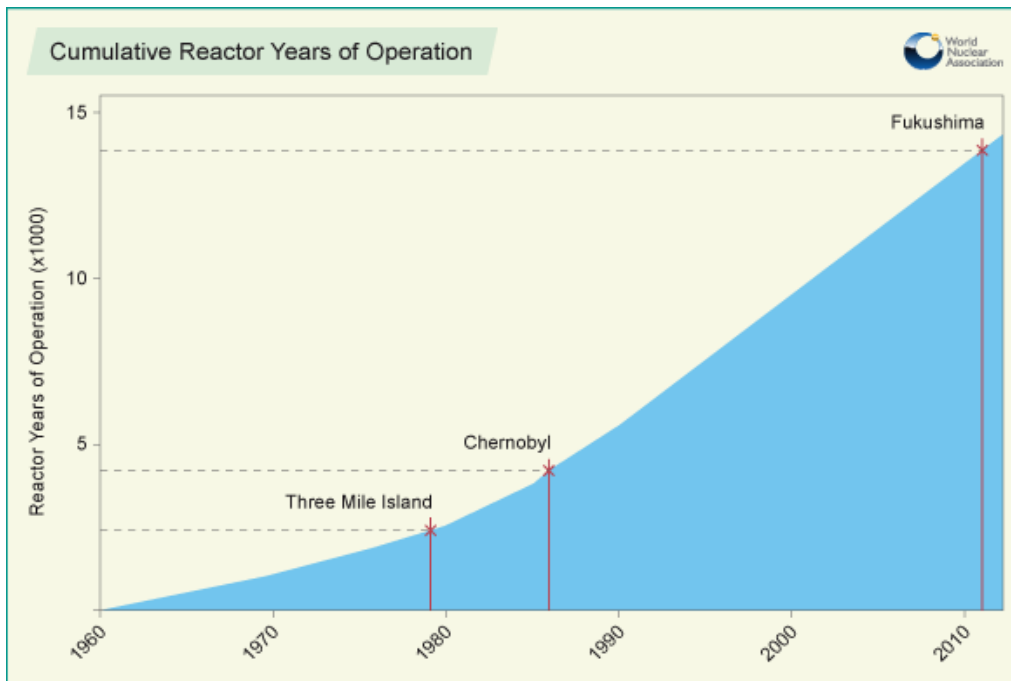 Cumulative Reactor Years of Operation
World
Nuclear
Association
15
Fukushima
10
Reactor Years of Operation (x1000)
5
Chernobyl
Three Mile Island
1960
1970
1980
1990
2000
2010